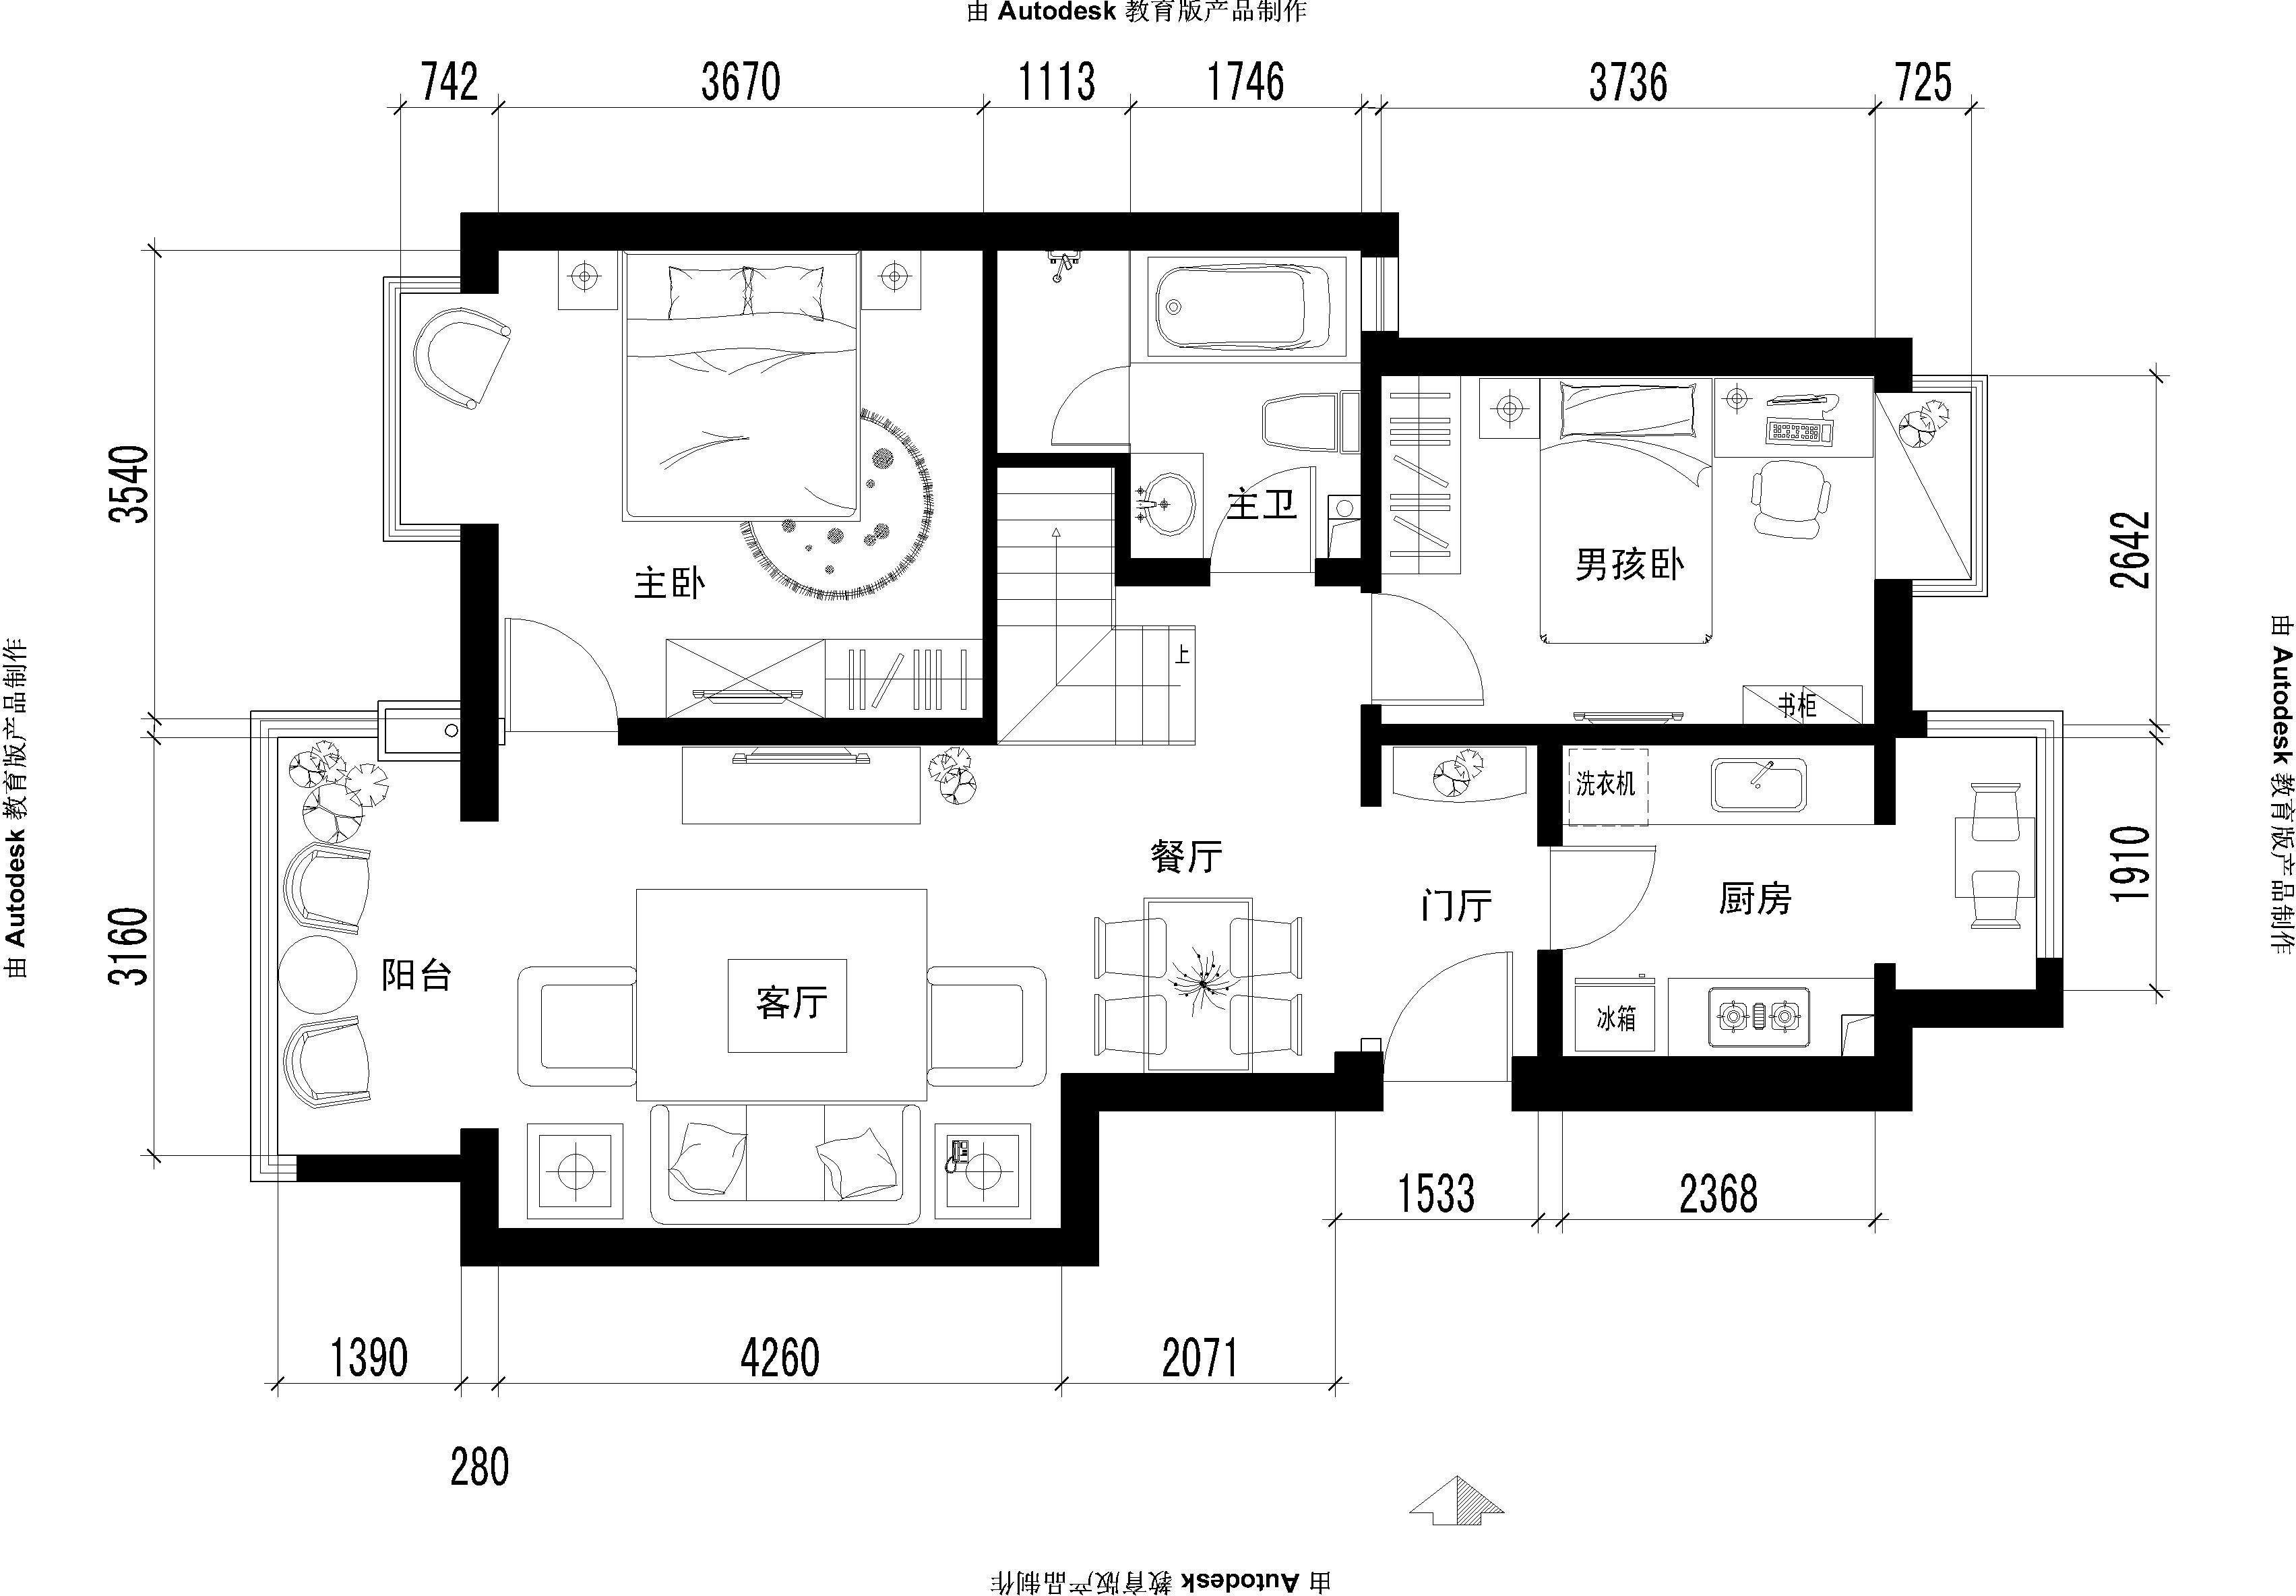 由 Autodesk 教育版产品制作
742
3670
1113
1746
3736
725
3540
主卫
男孩卧
2642
主卧
上
书柜
由 Autodesk 教育版产品制作
由 Autodesk 教育版产品制作
洗衣机
餐厅
1910
厨房
门厅
3160
阳台
客厅
冰箱
1533
2368
1390
4260
2071
280
由 Autodesk 教育版产品制作